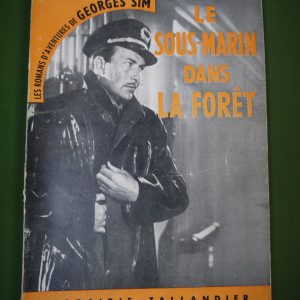 LES ROMANS D'AVENTURES DE GEORGES SIM
LE
SOUS-MARIN
DANS
LA FORÊT
LIBRAIRIE TALLANDIER